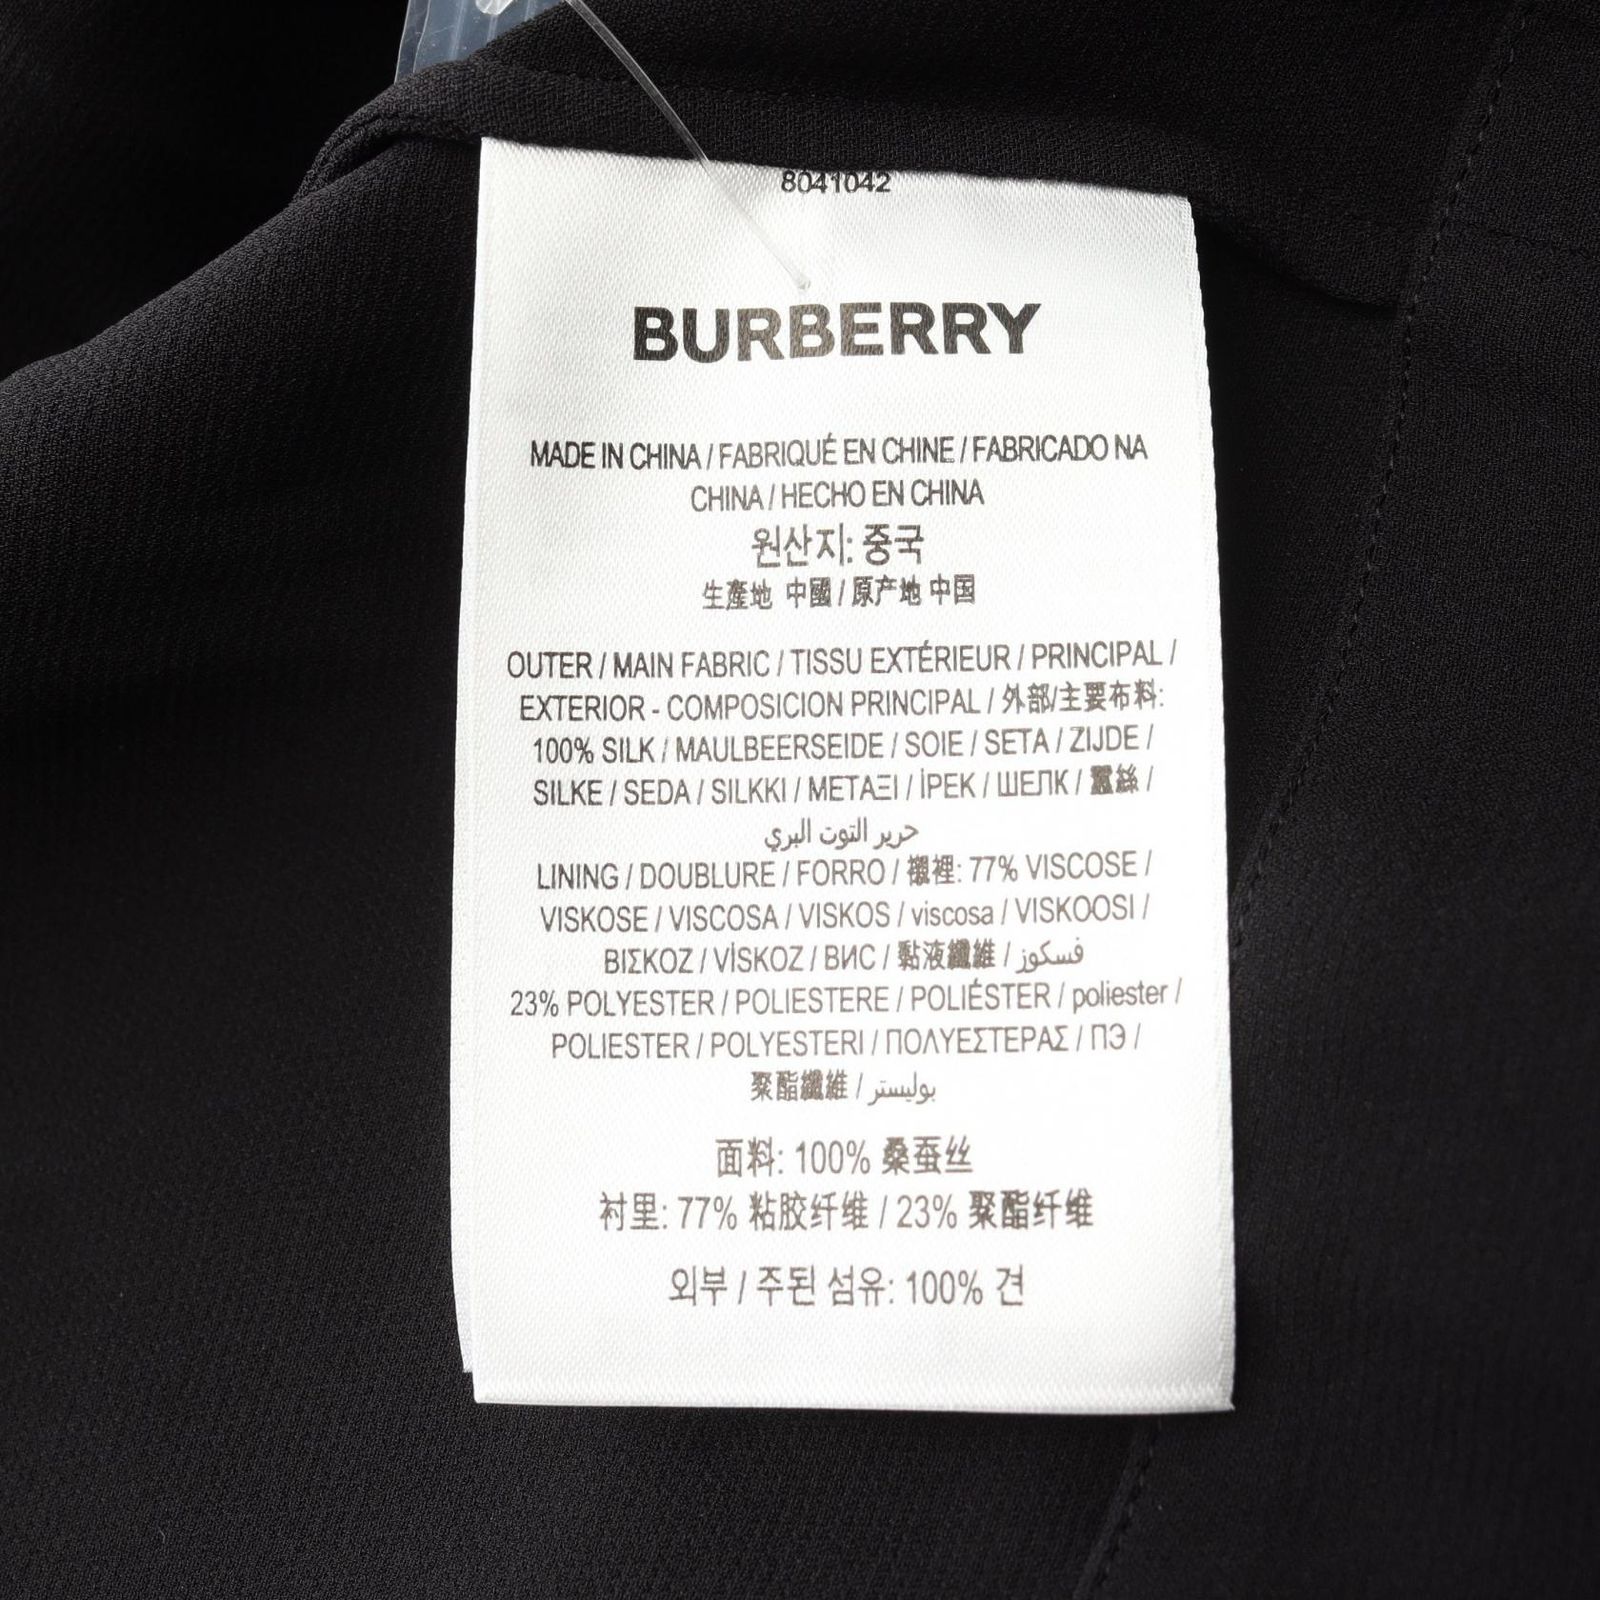 8041042
BURBERRY
MADE IN CHINA / FABRIQUÉ EN CHINE / FABRICADO NA
CHINA / HECHO EN CHINA
원산지: 중국
生產地 中國 / 原产地 中国
OUTER / MAIN FABRIC / TISSU EXTÉRIEUR / PRINCIPAL /
EXTERIOR - COMPOSICION PRINCIPAL / 外部/主要布料:
100% SILK / MAULBEERSEIDE / SOIE / SETA / ZIJDE /
SILKE / SEDA / SILKKI / ΜΕΤΑΞΙ / İPEK / ШЕЛК / 蠶絲 /
حرير التوت البري
LINING / DOUBLURE / FORRO / 襯裡: 77% VISCOSE /
VISKOSE / VISCOSA / VISKOS / viscosa / VISKOOSI /
ΒΙΣΚΟΖ / VİSKOZ / ВИС / 黏液纖維 / فسكوز
23% POLYESTER / POLIESTERE / POLIÉSTER / poliester /
POLIESTER / POLYESTERI / ΠΟΛΥΕΣΤΕΡΑΣ / ПЭ /
聚酯纖維 / بوليستر
面料: 100% 桑蚕丝
衬里: 77% 粘胶纤维 / 23% 聚酯纤维
외부 / 주된 섬유: 100% 견